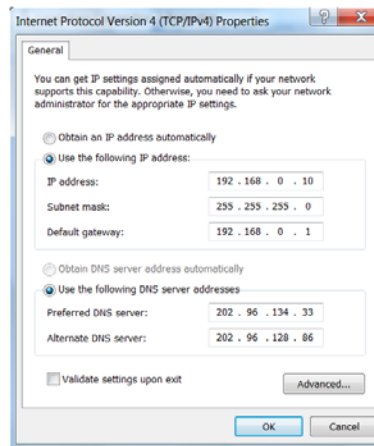 Internet Protocol Version 4 (TCP/IPv4) Properties
General
You can get IP settings assigned automatically if your network
supports this capability. Otherwise, you need to ask your network
administrator for the appropriate IP settings.
Obtain an IP address automatically
Use the following IP address:
IP address: 192 . 168 . 0 . 10
Subnet mask: 255 . 255 . 255 . 0
Default gateway: 192 . 168 . 0 . 1
Obtain DNS server address automatically
Use the following DNS server addresses
Preferred DNS server: 202 . 96 . 134 . 33
Alternate DNS server: 202 . 96 . 128 . 86
Validate settings upon exit
Advanced...
OK Cancel